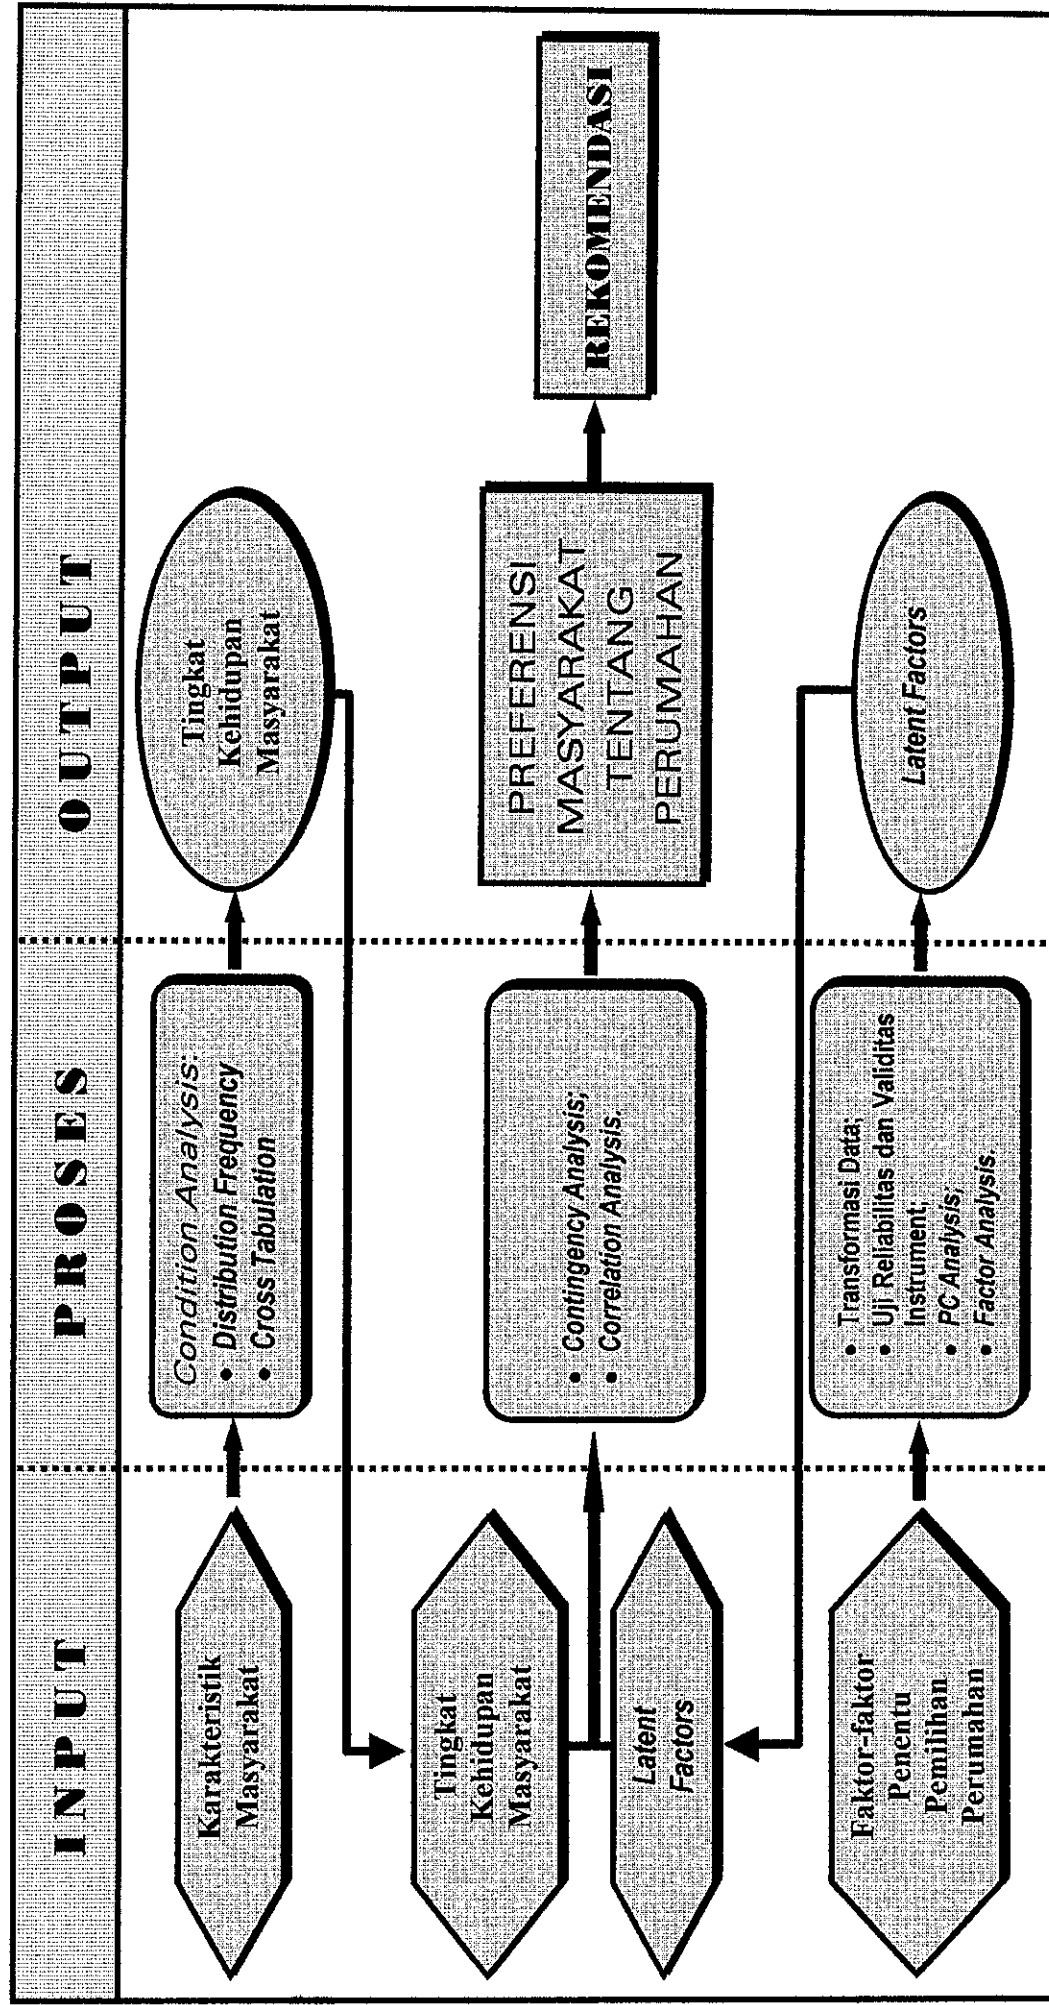 INPUT
PROSES
OUTPUT
Karakteristik
Masyarakat
Condition Analysis:
• Distribution Frequency
• Cross Tabulation
Tingkat
Kehidupan
Masyarakat
Tingkat
Kehidupan
Masyarakat
Latent
Factors
• Contingency Analysis;
• Correlation Analysis.
PREFERENSI
MASYARAKAT
TENTANG
PERUMAHAN
REKOMENDASI
Faktor-faktor
Penentu
Pemilihan
Perumahan
• Transformasi Data;
• Uji Reliabilitas dan Validitas
Instrument;
• PC Analysis;
• Factor Analysis.
Latent Factors